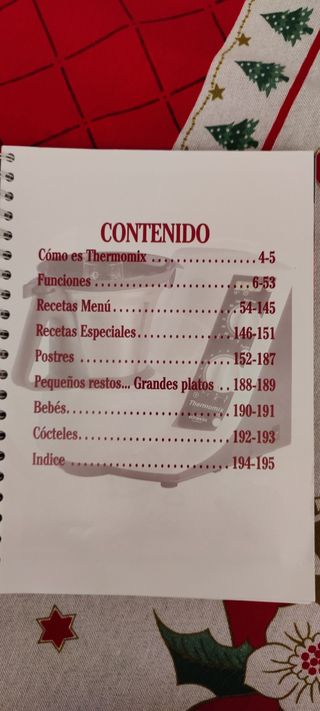 CONTENIDO
Cómo es Thermomix ................. 4-5
Funciones ......................... 6-53
Recetas Menú....................... 54-145
Recetas Especiales................. 146-151
Postres ........................... 152-187
Pequeños restos... Grandes platos .. 188-189
Bebés.............................. 190-191
Cócteles........................... 192-193
Indice ............................ 194-195
Thermomix